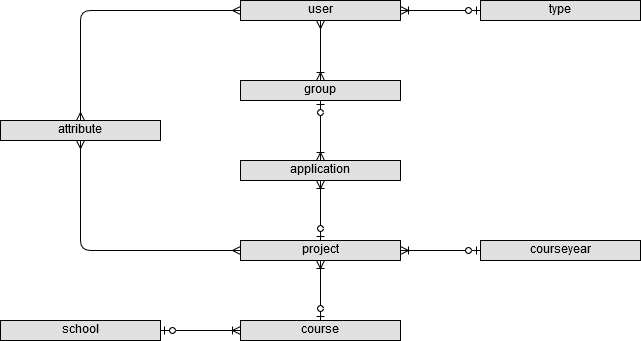 user
type
group
attribute
application
project
courseyear
school
course